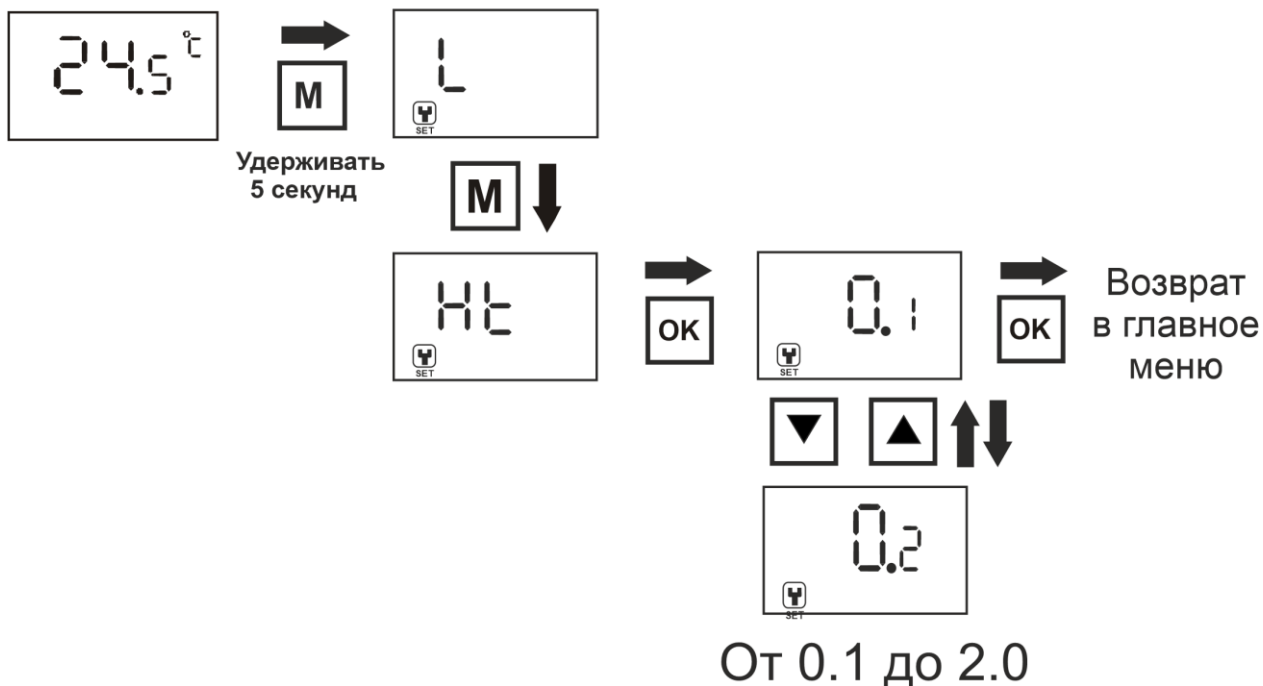 24.5 °C
M
Удерживать
5 секунд
L
SET
M
Ht
SET
OK
0.1
SET
OK
Возврат
в главное
меню
0.2
SET
От 0.1 до 2.0